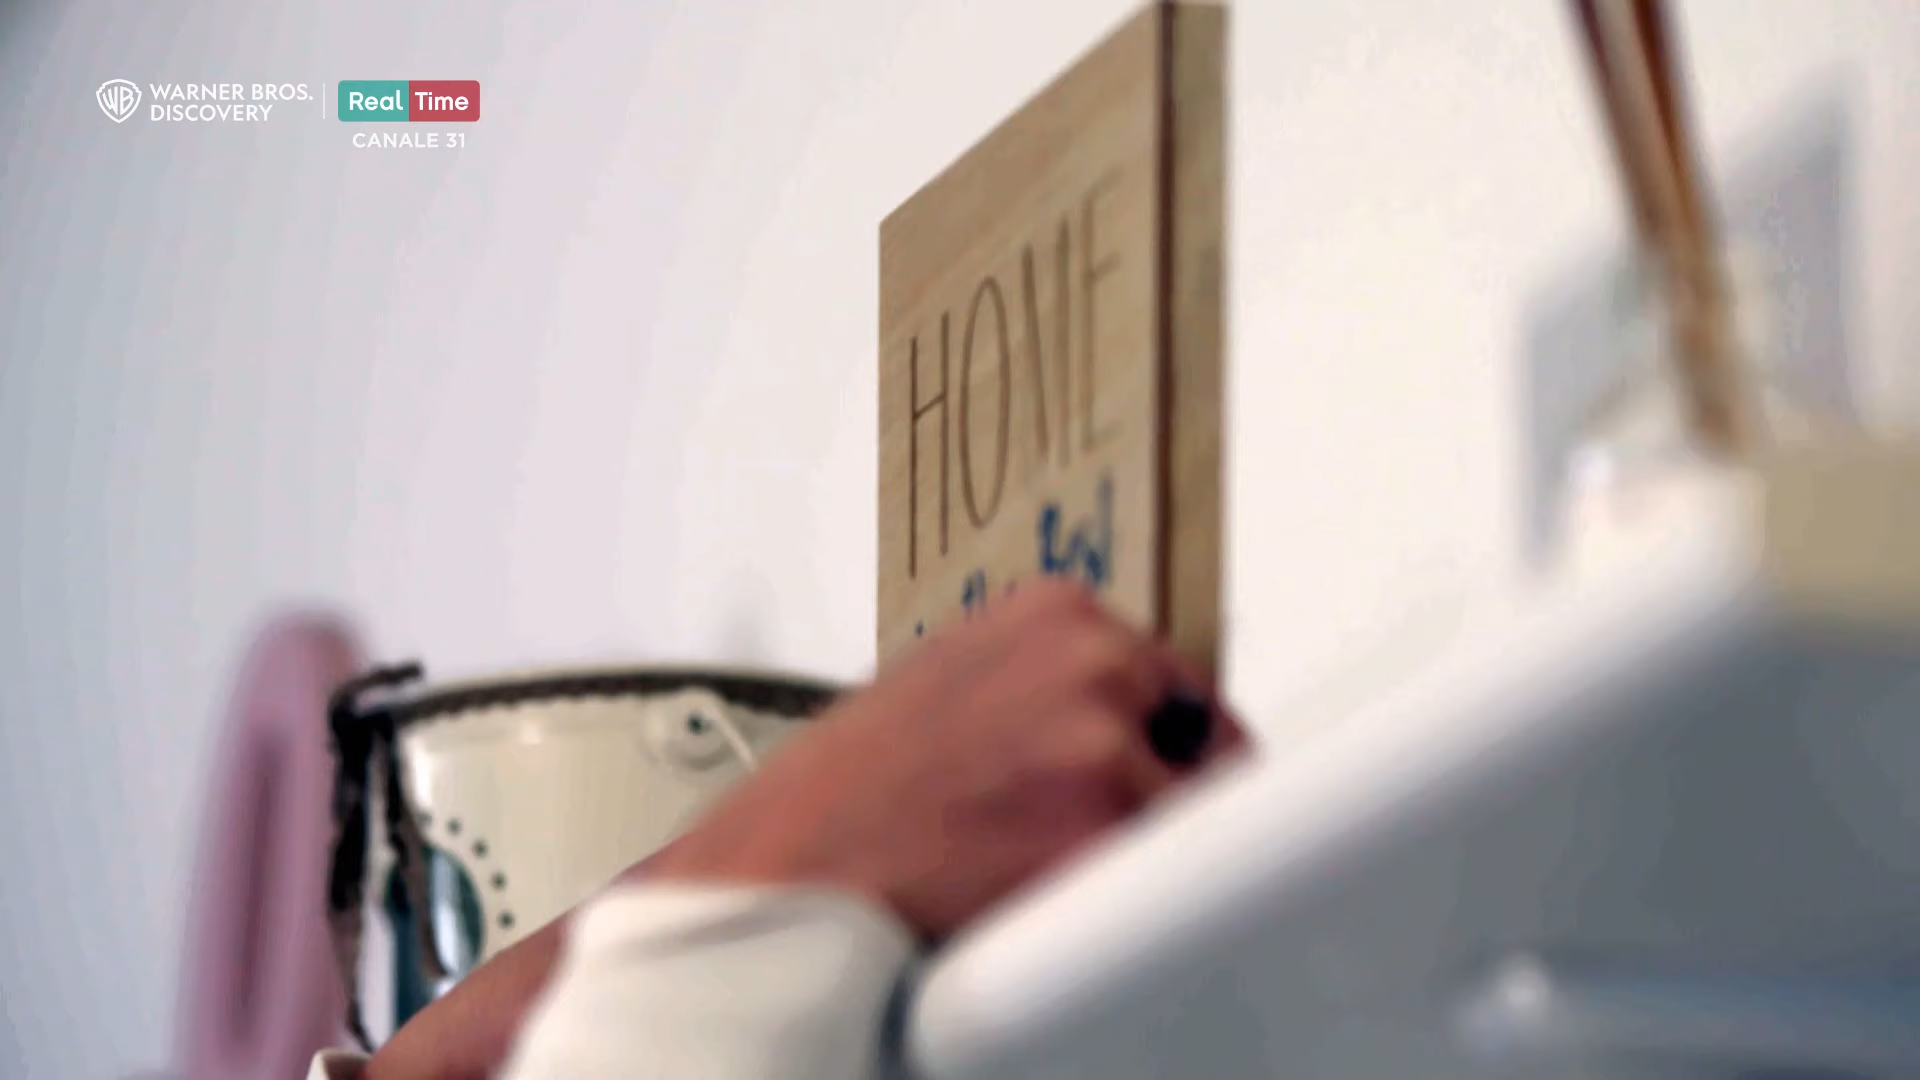 WARNER BROS.
DISCOVERY
Real Time
CANALE 31
HOME